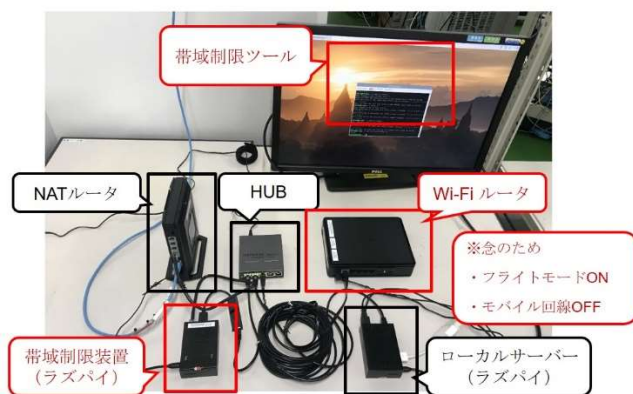 帯域制限ツール
NATルータ
HUB
Wi-Fi ルータ
※念のため
・フライトモードON
・モバイル回線OFF
帯域制限装置
（ラズパイ）
ローカルサーバー
（ラズパイ）
DELL